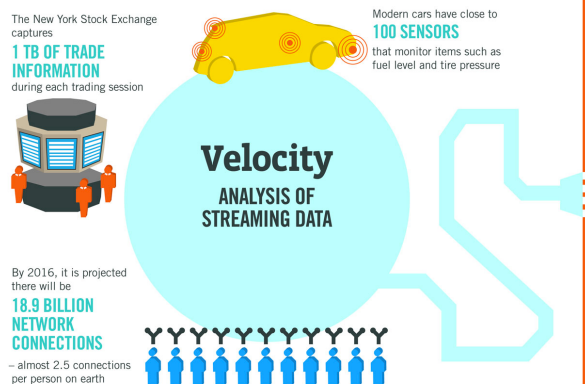 The New York Stock Exchange
captures
1 TB OF TRADE
INFORMATION
during each trading session
Modern cars have close to
100 SENSORS
that monitor items such as
fuel level and tire pressure
Velocity
ANALYSIS OF
STREAMING DATA
By 2016, it is projected
there will be
18.9 BILLION
NETWORK
CONNECTIONS
– almost 2.5 connections
per person on earth